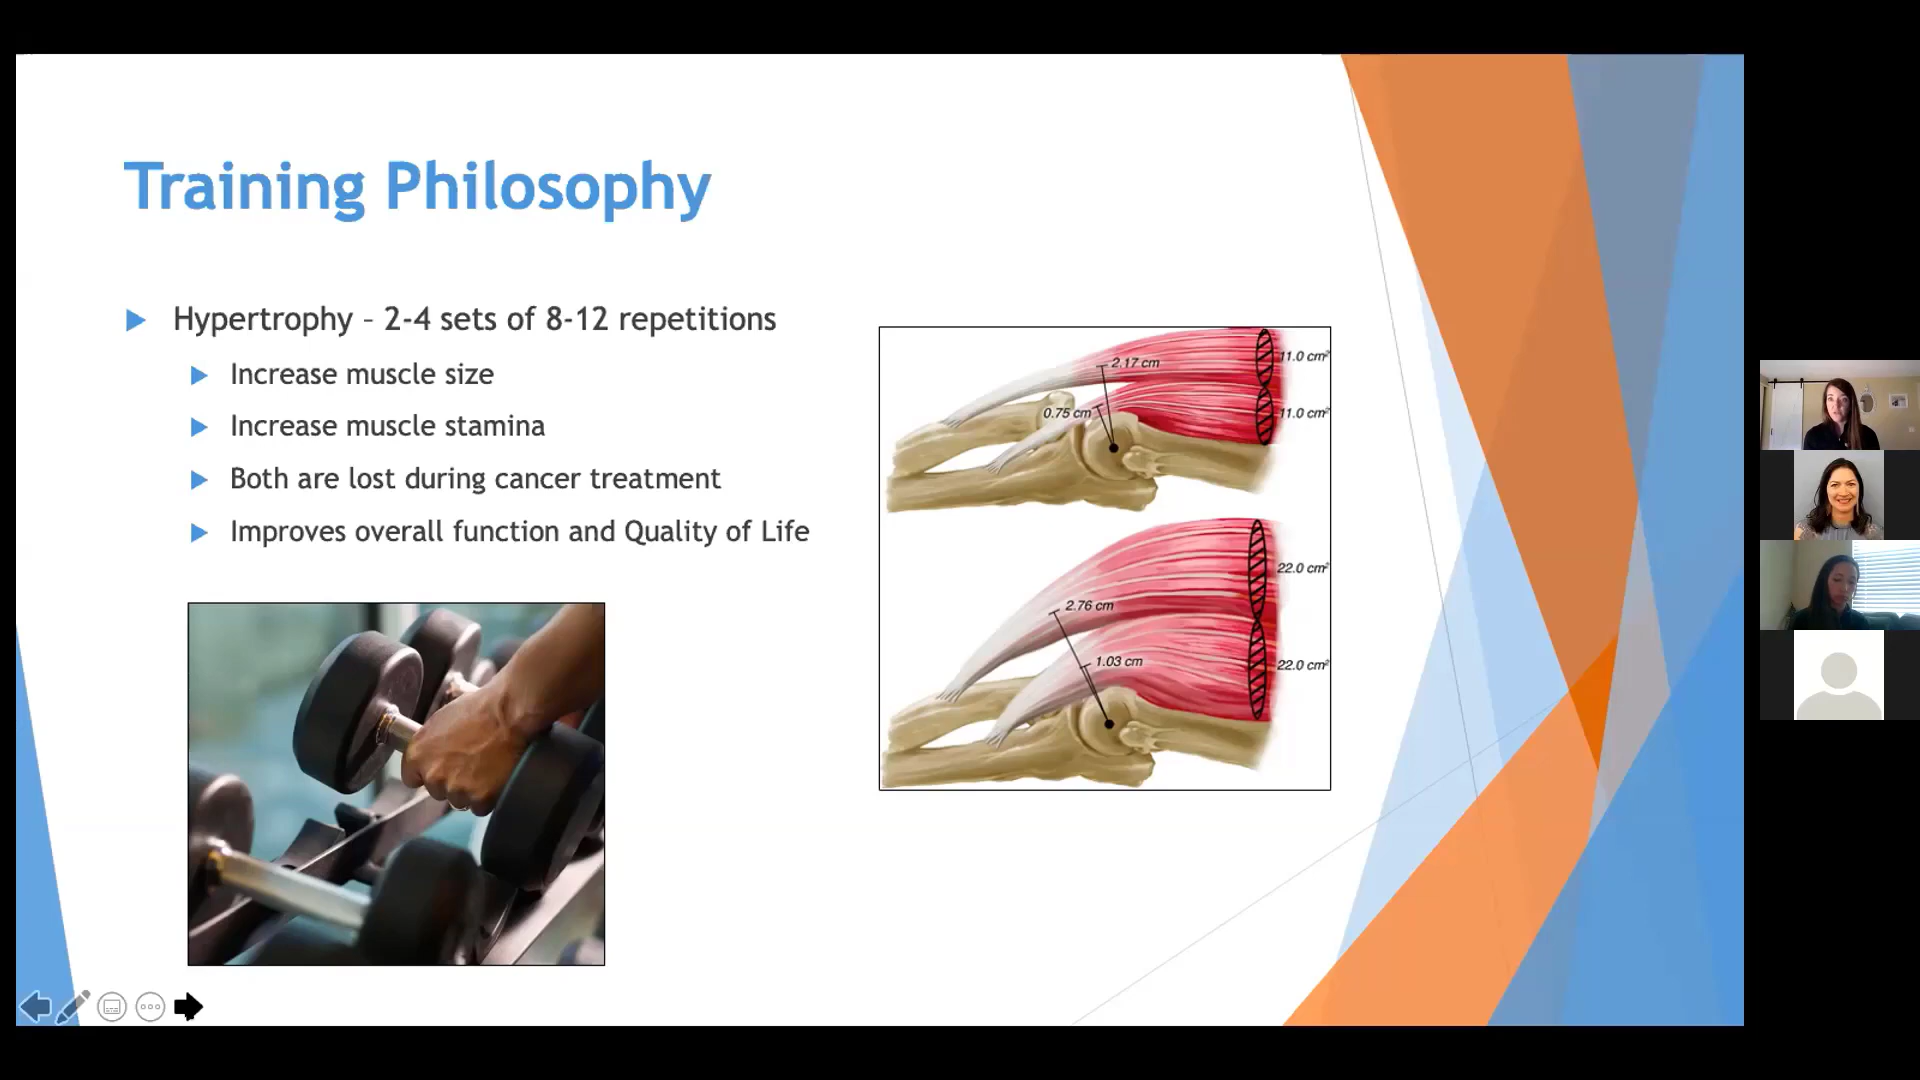 Training Philosophy
Hypertrophy – 2-4 sets of 8-12 repetitions
Increase muscle size
Increase muscle stamina
Both are lost during cancer treatment
Improves overall function and Quality of Life
2.17 cm
11.0 cm²
0.75 cm
11.0 cm²
22.0 cm²
2.76 cm
1.03 cm
22.0 cm²